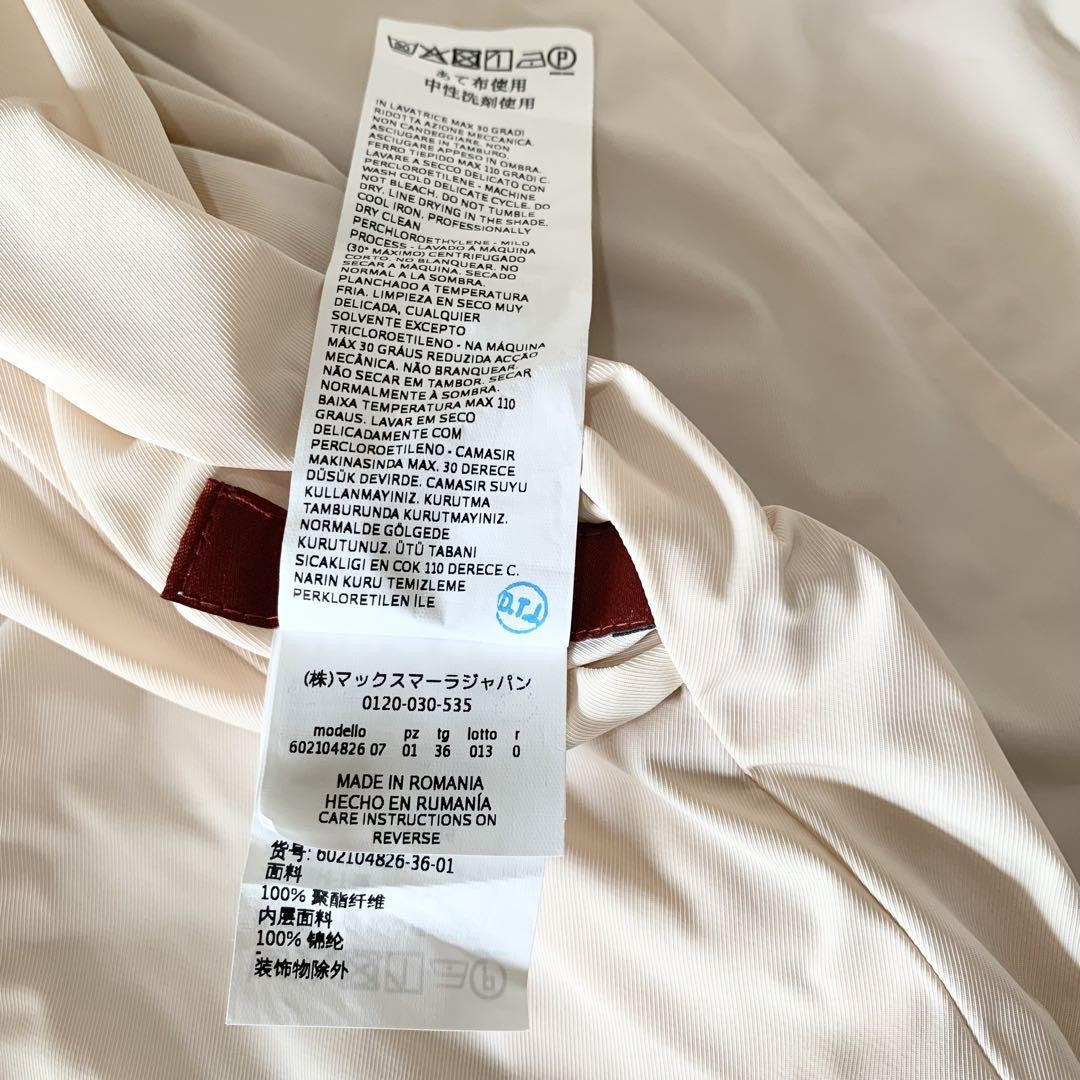 あて布使用
中性洗剤使用
IN LAVATRICE MAX 30 GRADI
RIDOTTA AZIONE MECCANICA.
NON CANDEGGIARE. NON
ASCIUGARE IN TAMBURO.
ASCIUGARE APPESO IN OMBRA.
FERRO TIEPIDO MAX 110 GRADI C.
LAVARE A SECCO DELICATO CON
PERCLOROETILENE - MACHINE
WASH COLD DELICATE CYCLE. DO
NOT BLEACH. DO NOT TUMBLE
DRY. LINE DRYING IN THE SHADE.
COOL IRON. PROFESSIONALLY
DRY CLEAN
PERCHLOROETHYLENE - MILD
PROCESS - LAVADO A MÁQUINA
(30° MÁXIMO) CENTRIFUGADO
CORTO. NO BLANQUEAR. NO
SECAR A MÁQUINA. SECADO
NORMAL A LA SOMBRA.
PLANCHADO A TEMPERATURA
FRIA. LIMPIEZA EN SECO MUY
DELICADA, CUALQUIER
SOLVENTE EXCEPTO
TRICLOROETILENO - NA MÁQUINA
MÁX 30 GRÁUS REDUZIDA ACÇÃO
MECÂNICA. NÃO BRANQUEAR.
NÃO SECAR EM TAMBOR. SECAR
NORMALMENTE À SOMBRA.
BAIXA TEMPERATURA MAX 110
GRAUS. LAVAR EM SECO
DELICADAMENTE COM
PERCLOROETILENO - CAMASIR
MAKINASINDA MAX. 30 DERECE
DÜSÜK DEVIRDE. CAMASIR SUYU
KULLANMAYINIZ. KURUTMA
TAMBURUNDA KURUTMAYINIZ.
NORMALDE GÖLGEDE
KURUTUNUZ. ÜTÜ TABANI
SICAKLIGI EN COK 110 DERECE C.
NARIN KURU TEMIZLEME
PERKLORETILEN İLE
D.T.L
(株)マックスマーラジャパン
0120-030-535
modello pz tg lotto r
602104826 07 01 36 013 0
MADE IN ROMANIA
HECHO EN RUMANÍA
CARE INSTRUCTIONS ON
REVERSE
货号: 602104826-36-01
面料
100% 聚酯纤维
内层面料
100% 锦纶
-
装饰物除外